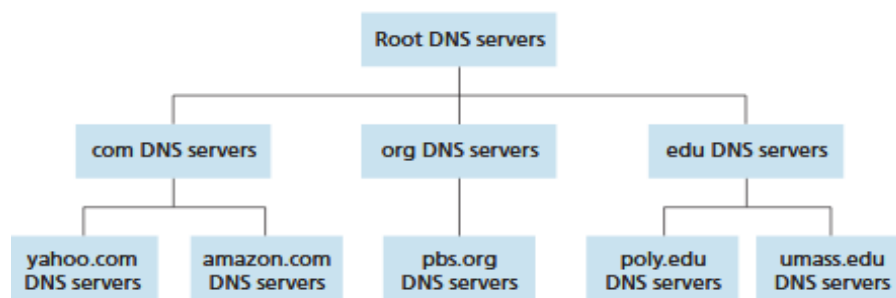 Root DNS servers
com DNS servers
org DNS servers
edu DNS servers
yahoo.com
DNS servers
amazon.com
DNS servers
pbs.org
DNS servers
poly.edu
DNS servers
umass.edu
DNS servers